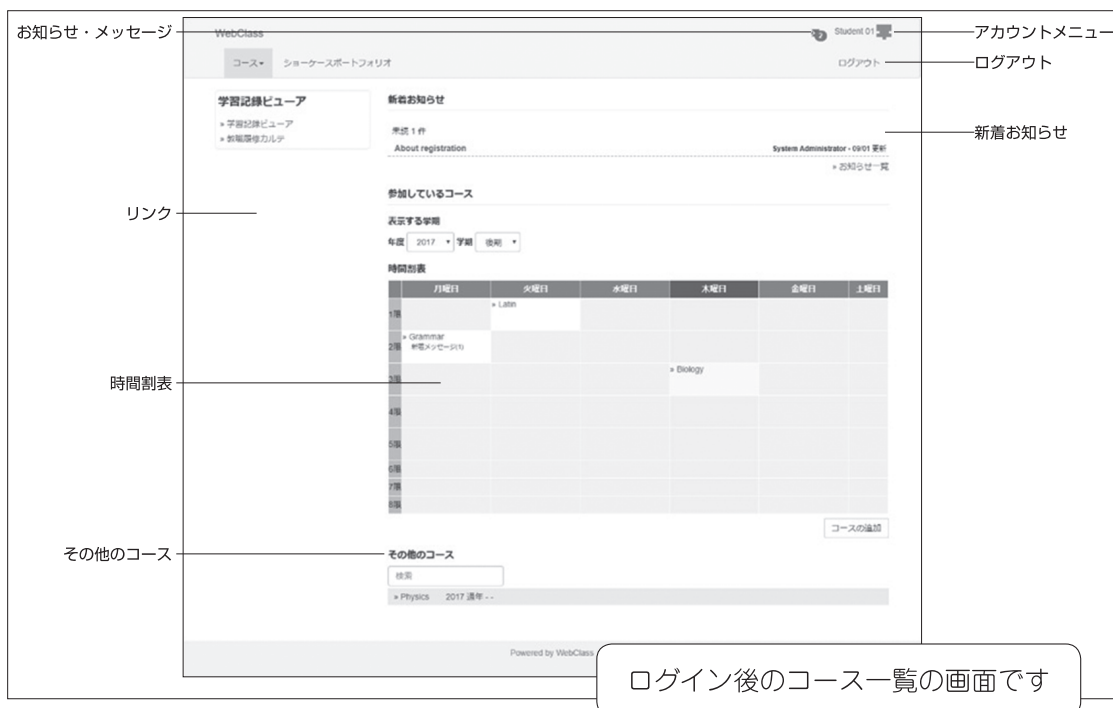 お知らせ・メッセージ
WebClass
2
Student 01
アカウントメニュー
コース▾
ショーケースポートフォリオ
ログアウト
ログアウト
学習記録ビューア
» 学習記録ビューア
» 教職履修カルテ
新着お知らせ
未読 1 件
About registration
System Administrator - 09/01 更新
» お知らせ一覧
新着お知らせ
リンク
参加しているコース
表示する学期
年度 2017 ▾ 学期 後期 ▾
時間割表
月曜日 火曜日 水曜日 木曜日 金曜日 土曜日
1限 » Latin
2限 » Grammar
新着メッセージ(1)
3限 » Biology
4限
5限
6限
7限
8限
時間割表
コースの追加
その他のコース
その他のコース
検索
» Physics 2017 通年 - -
Powered by WebClass
ログイン後のコース一覧の画面です